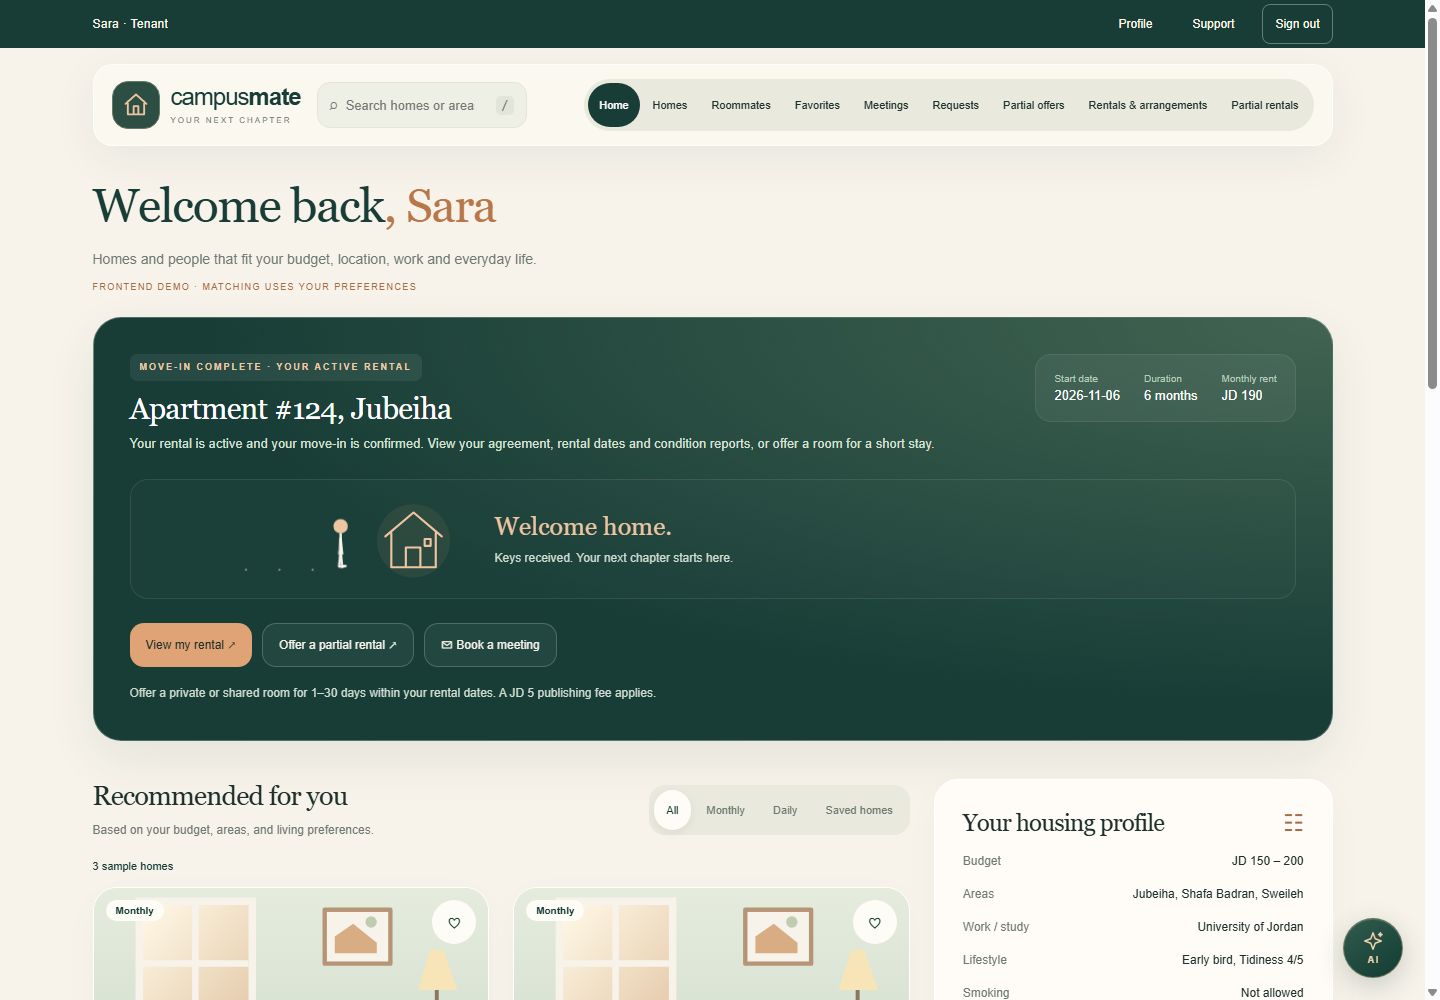 Sara · Tenant
Profile
Support
Sign out
campusmate
YOUR NEXT CHAPTER
Search homes or area
/
Home
Homes
Roommates
Favorites
Meetings
Requests
Partial offers
Rentals & arrangements
Partial rentals
Welcome back, Sara
Homes and people that fit your budget, location, work and everyday life.
FRONTEND DEMO · MATCHING USES YOUR PREFERENCES
MOVE-IN COMPLETE · YOUR ACTIVE RENTAL
Apartment #124, Jubeiha
Your rental is active and your move-in is confirmed. View your agreement, rental dates and condition reports, or offer a room for a short stay.
Start date
2026-11-06
Duration
6 months
Monthly rent
JD 190
Welcome home.
Keys received. Your next chapter starts here.
View my rental ↗
Offer a partial rental ↗
Book a meeting
Offer a private or shared room for 1–30 days within your rental dates. A JD 5 publishing fee applies.
Recommended for you
Based on your budget, areas, and living preferences.
All
Monthly
Daily
Saved homes
3 sample homes
Monthly
Monthly
Your housing profile
Budget
JD 150 – 200
Areas
Jubeiha, Shafa Badran, Sweileh
Work / study
University of Jordan
Lifestyle
Early bird, Tidiness 4/5
Smoking
Not allowed
AI